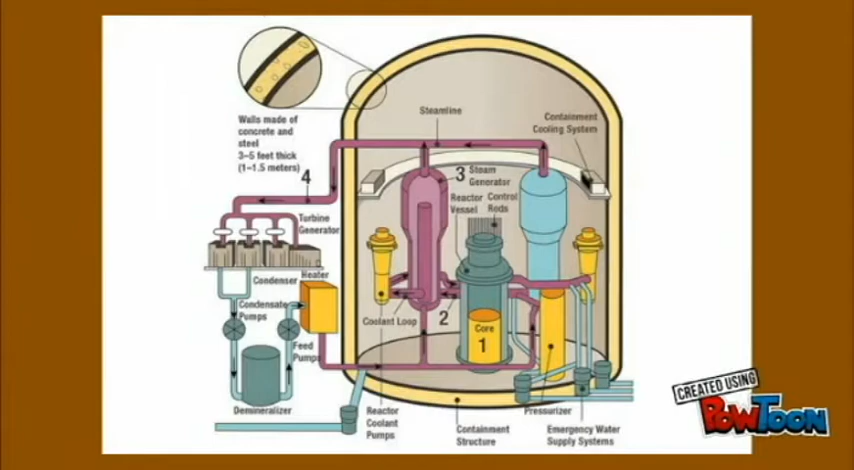 Steamline
Containment
Cooling System
Walls made of
concrete and
steel
3–5 feet thick
(1–1.5 meters)
4
3
Steam
Generator
Reactor
Vessel
Control
Rods
Turbine
Generator
Condenser
Heater
Condensate
Pumps
Coolant Loop
2
Core
1
Feed
Pumps
Demineralizer
Reactor
Coolant
Pumps
Containment
Structure
Pressurizer
Emergency Water
Supply Systems
CREATED USING
POWTOON